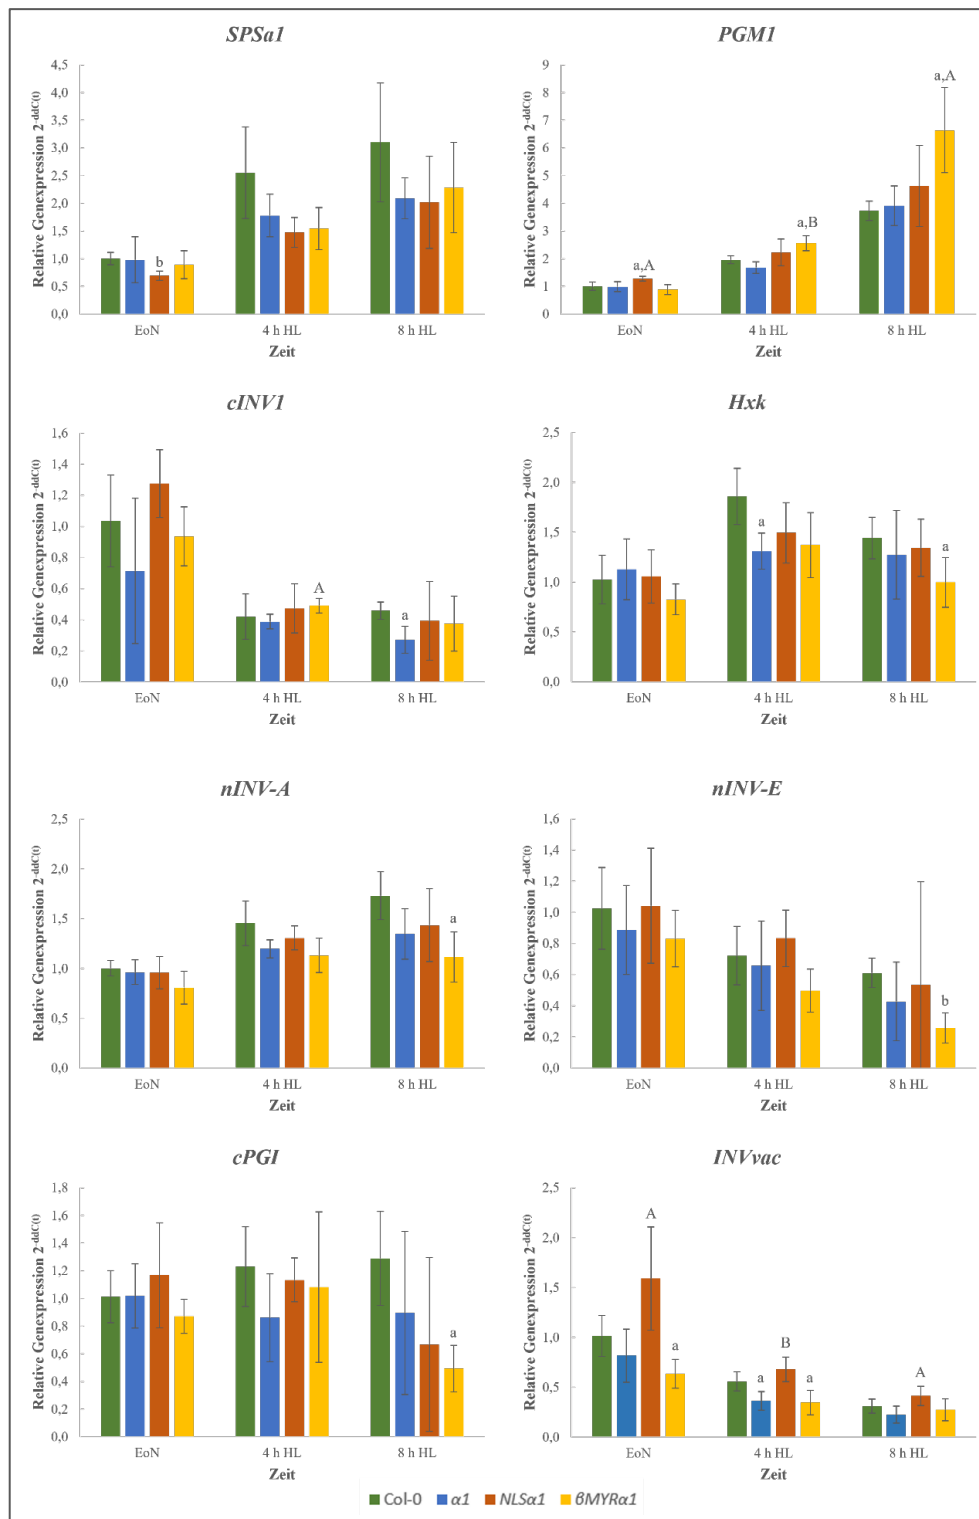 SPSa1
Relative Genexpression 2^-ddC(t)
4,5
4,0
3,5
3,0
2,5
2,0
1,5
1,0
0,5
0,0
b
EoN
4 h HL
8 h HL
Zeit
PGM1
Relative Genexpression 2^-ddC(t)
9
8
7
6
5
4
3
2
1
0
a,A
a,B
a,A
EoN
4 h HL
8 h HL
Zeit
cINV1
Relative Genexpression 2^-ddC(t)
1,6
1,4
1,2
1,0
0,8
0,6
0,4
0,2
0,0
A
a
EoN
4 h HL
8 h HL
Zeit
Hxk
Relative Genexpression 2^-ddC(t)
2,5
2,0
1,5
1,0
0,5
0,0
a
a
EoN
4 h HL
8 h HL
Zeit
nINV-A
Relative Genexpression 2^-ddC(t)
2,5
2,0
1,5
1,0
0,5
0,0
a
EoN
4 h HL
8 h HL
Zeit
nINV-E
Relative Genexpression 2^-ddC(t)
1,6
1,4
1,2
1,0
0,8
0,6
0,4
0,2
0,0
b
EoN
4 h HL
8 h HL
Zeit
cPGI
Relative Genexpression 2^-ddC(t)
1,8
1,6
1,4
1,2
1,0
0,8
0,6
0,4
0,2
0,0
a
EoN
4 h HL
8 h HL
Zeit
INVvac
Relative Genexpression 2^-ddC(t)
2,5
2,0
1,5
1,0
0,5
0,0
A
a
a
B
a
A
EoN
4 h HL
8 h HL
Zeit
Col-0 α1 NLSα1 βMYRα1